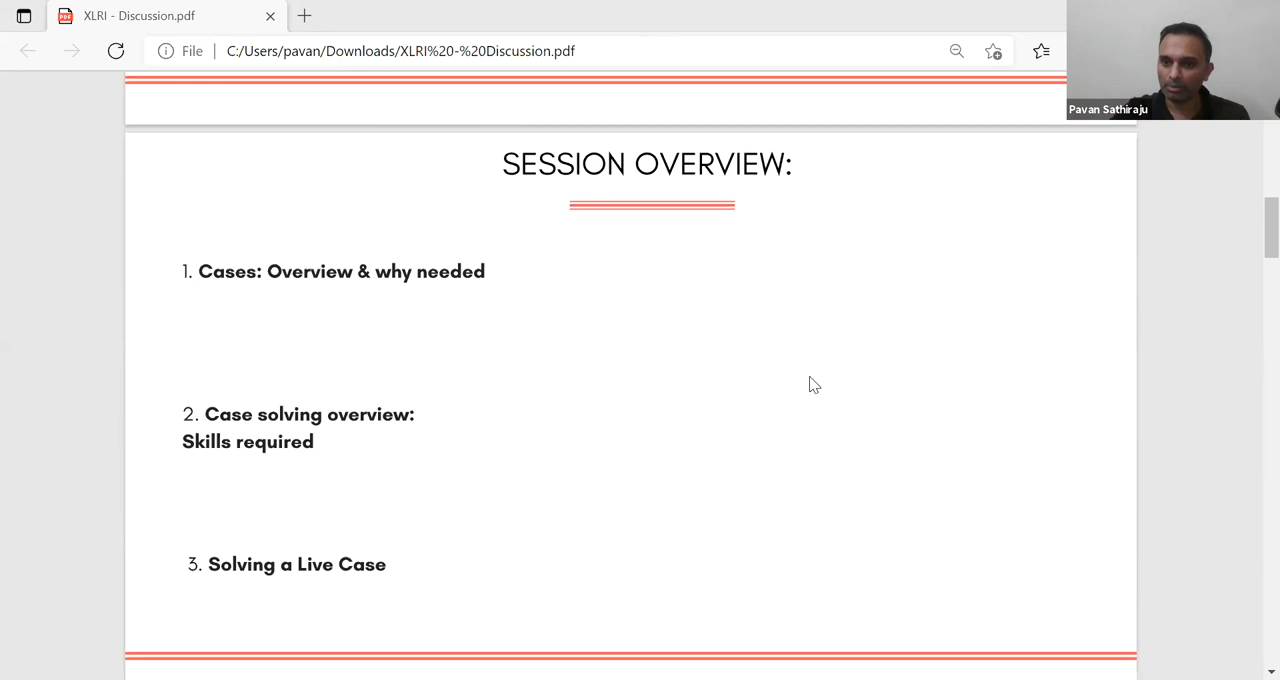 XLRI - Discussion.pdf
PDF
File
C:/Users/pavan/Downloads/XLRI%20-%20Discussion.pdf
Pavan Sathiraju
SESSION OVERVIEW:
1. Cases: Overview & why needed
2. Case solving overview:
Skills required
3. Solving a Live Case